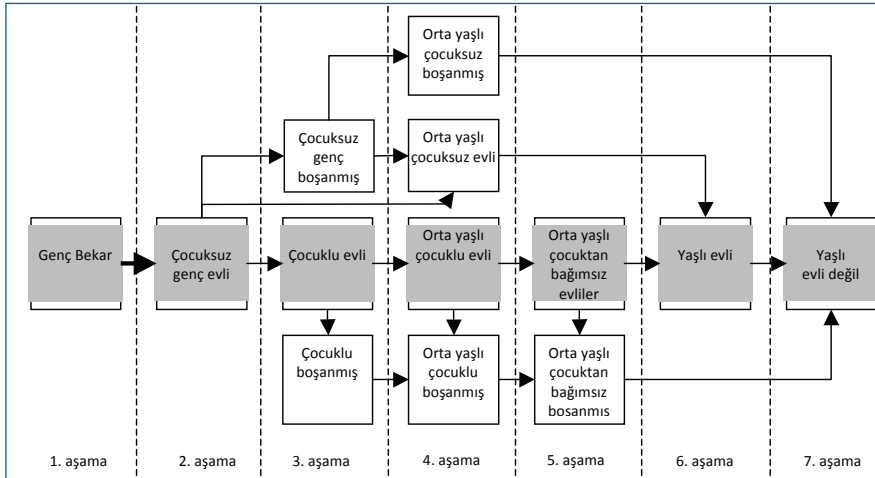 Orta yaşlı
çocuksuz
boşanmış
Çocuksuz
genç
boşanmış
Orta yaşlı
çocuksuz evli
Genç Bekar
Çocuksuz
genç evli
Çocuklu evli
Orta yaşlı
çocuklu evli
Orta yaşlı
çocuktan
bağımsız
evliler
Yaşlı evli
Yaşlı
evli değil
Çocuklu
boşanmış
Orta yaşlı
çocuklu
boşanmış
Orta yaşlı
çocuktan
bağımsız
bosanmıs
1. aşama
2. aşama
3. aşama
4. aşama
5. aşama
6. aşama
7. aşama